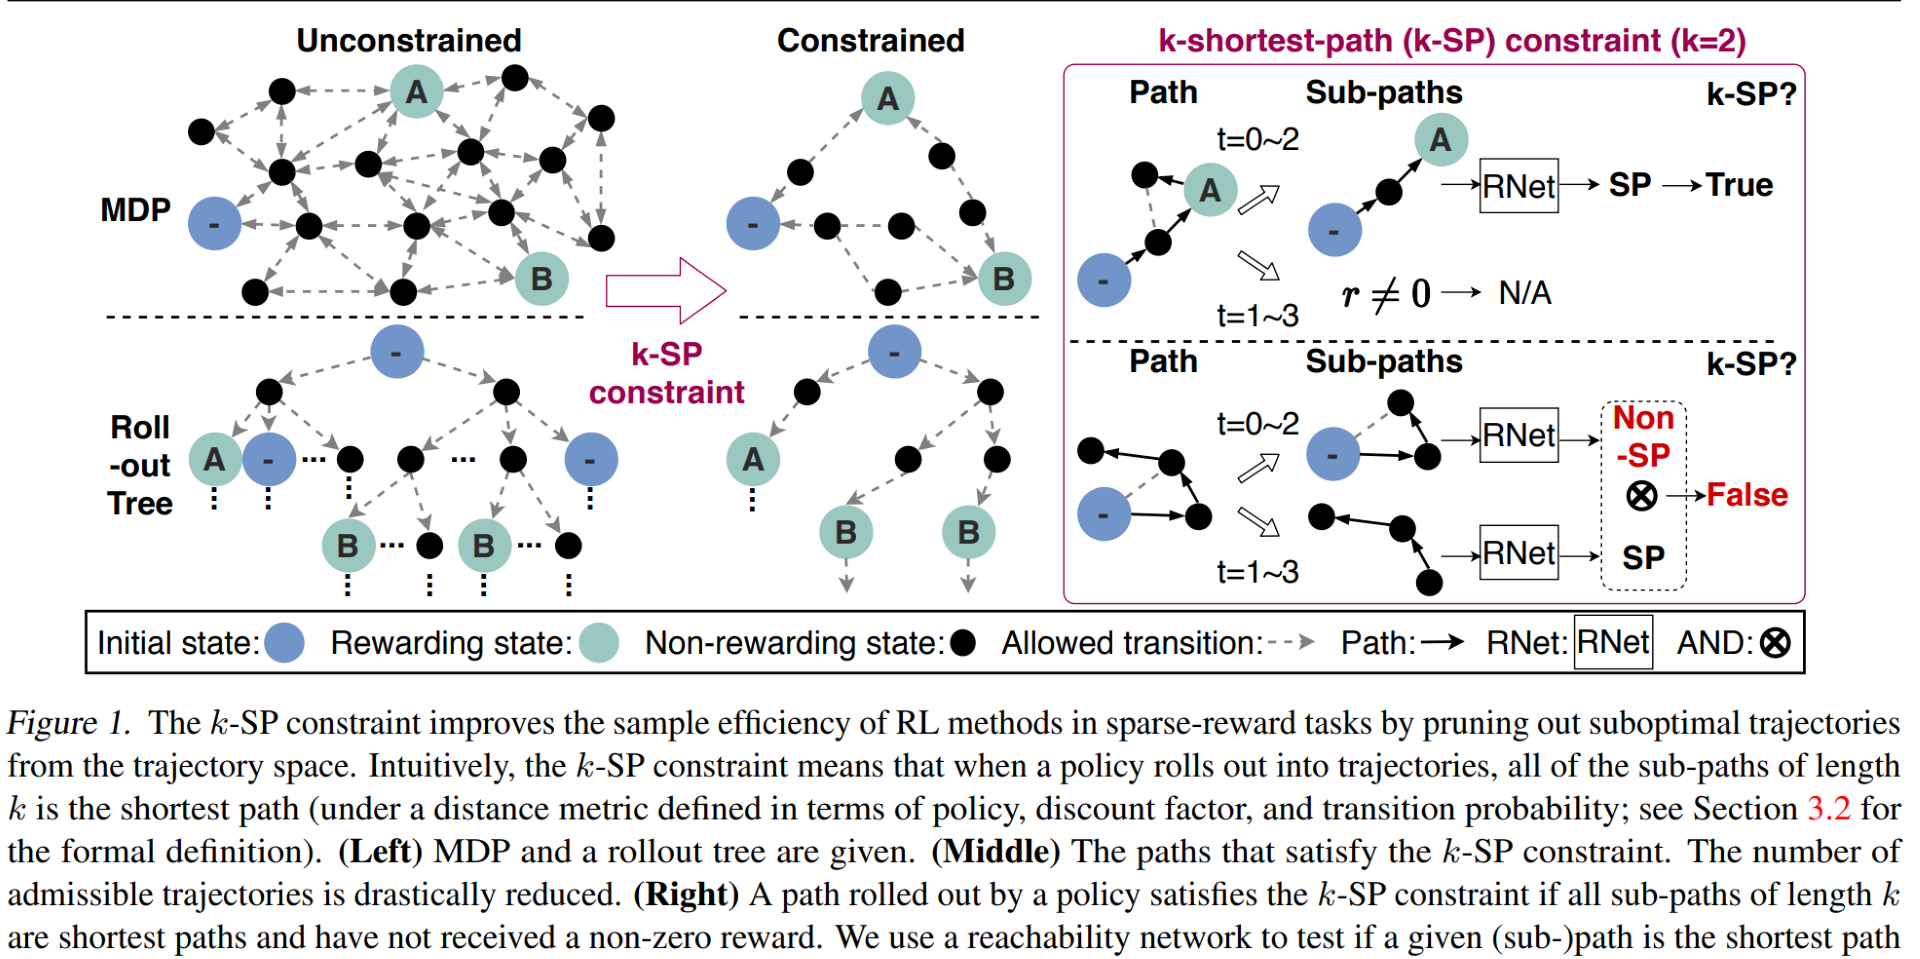 Unconstrained
Constrained
k-shortest-path (k-SP) constraint (k=2)
MDP
A
-
B
A
-
B
k-SP
constraint
Roll
-out
Tree
-
A
-
...
...
-
B
...
B
...
-
A
B
B
Path
Sub-paths
k-SP?
t=0~2
A
-
A
-
RNet
SP
True
t=1~3
r ≠ 0
N/A
Path
Sub-paths
k-SP?
t=0~2
-
-
RNet
Non
-SP
False
t=1~3
RNet
SP
Initial state: Rewarding state: Non-rewarding state: Allowed transition: Path: RNet: RNet AND:
Figure 1. The k-SP constraint improves the sample efficiency of RL methods in sparse-reward tasks by pruning out suboptimal trajectories
from the trajectory space. Intuitively, the k-SP constraint means that when a policy rolls out into trajectories, all of the sub-paths of length
k is the shortest path (under a distance metric defined in terms of policy, discount factor, and transition probability; see Section 3.2 for
the formal definition). (Left) MDP and a rollout tree are given. (Middle) The paths that satisfy the k-SP constraint. The number of
admissible trajectories is drastically reduced. (Right) A path rolled out by a policy satisfies the k-SP constraint if all sub-paths of length k
are shortest paths and have not received a non-zero reward. We use a reachability network to test if a given (sub-)path is the shortest path